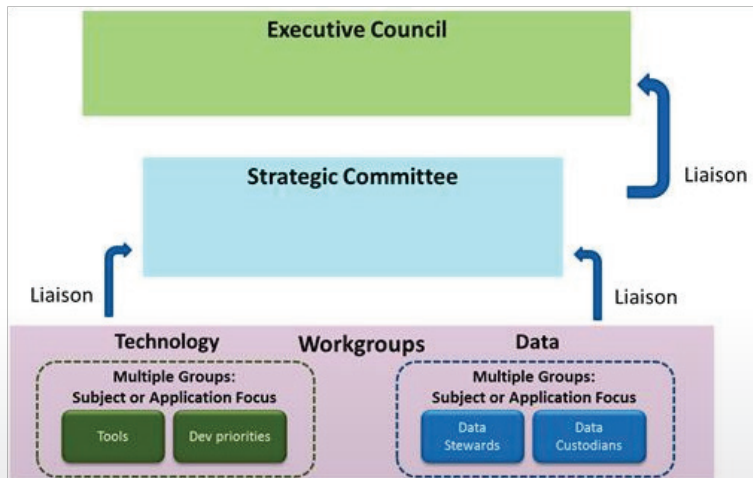 Executive Council
Liaison
Strategic Committee
Liaison
Liaison
Technology
Workgroups
Data
Multiple Groups:
Subject or Application Focus
Tools
Dev priorities
Multiple Groups:
Subject or Application Focus
Data
Stewards
Data
Custodians